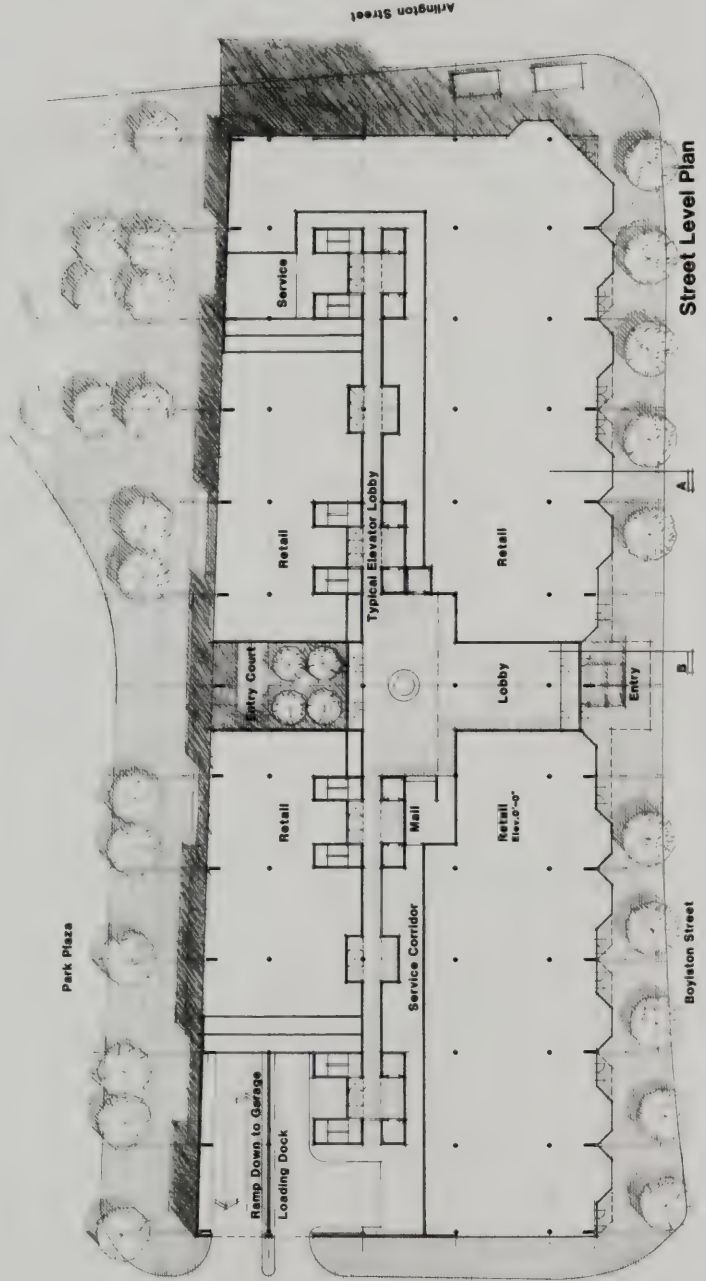 Arlington Street
Park Plaza
Service
Retail
Typical Elevator Lobby
Retail
Entry Court
Lobby
Entry
A
B
Retail
Mail
Retail
Elev.0'-0"
Service Corridor
Ramp Down to Garage
Loading Dock
Boylston Street
Street Level Plan